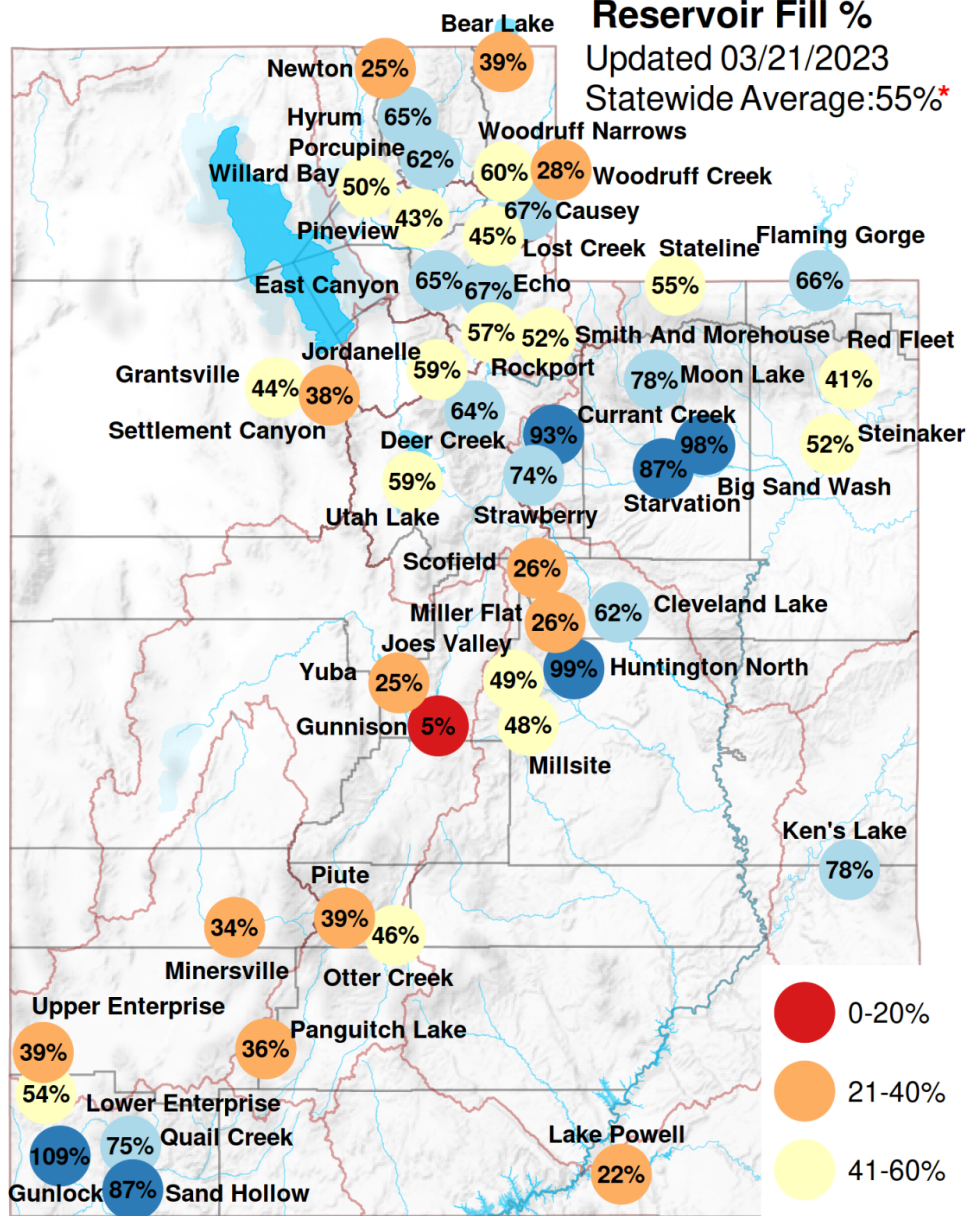 Reservoir Fill %
Updated 03/21/2023
Statewide Average:55%*
Bear Lake
39%
Newton 25%
Hyrum 65%
Porcupine
62%
Woodruff Narrows
60%
28% Woodruff Creek
Willard Bay
50%
67% Causey
Pineview 43%
45%
Lost Creek
Stateline
55%
Flaming Gorge
66%
East Canyon 65%
67% Echo
57%
Rockport
52% Smith And Morehouse
Red Fleet
41%
Jordanelle
59%
78% Moon Lake
Grantsville
44%
38%
Settlement Canyon
64%
Deer Creek
Currant Creek
93%
98%
Big Sand Wash
87%
Starvation
52% Steinaker
59%
Utah Lake
74%
Strawberry
Scofield
26%
Miller Flat
26%
62% Cleveland Lake
Joes Valley
49%
99% Huntington North
Yuba
25%
Gunnison 5%
48%
Millsite
Ken's Lake
78%
Piute
39%
46%
Otter Creek
34%
Minersville
Upper Enterprise
39%
36% Panguitch Lake
54%
Lower Enterprise
109%
Gunlock
75% Quail Creek
87% Sand Hollow
Lake Powell
22%
0-20%
21-40%
41-60%